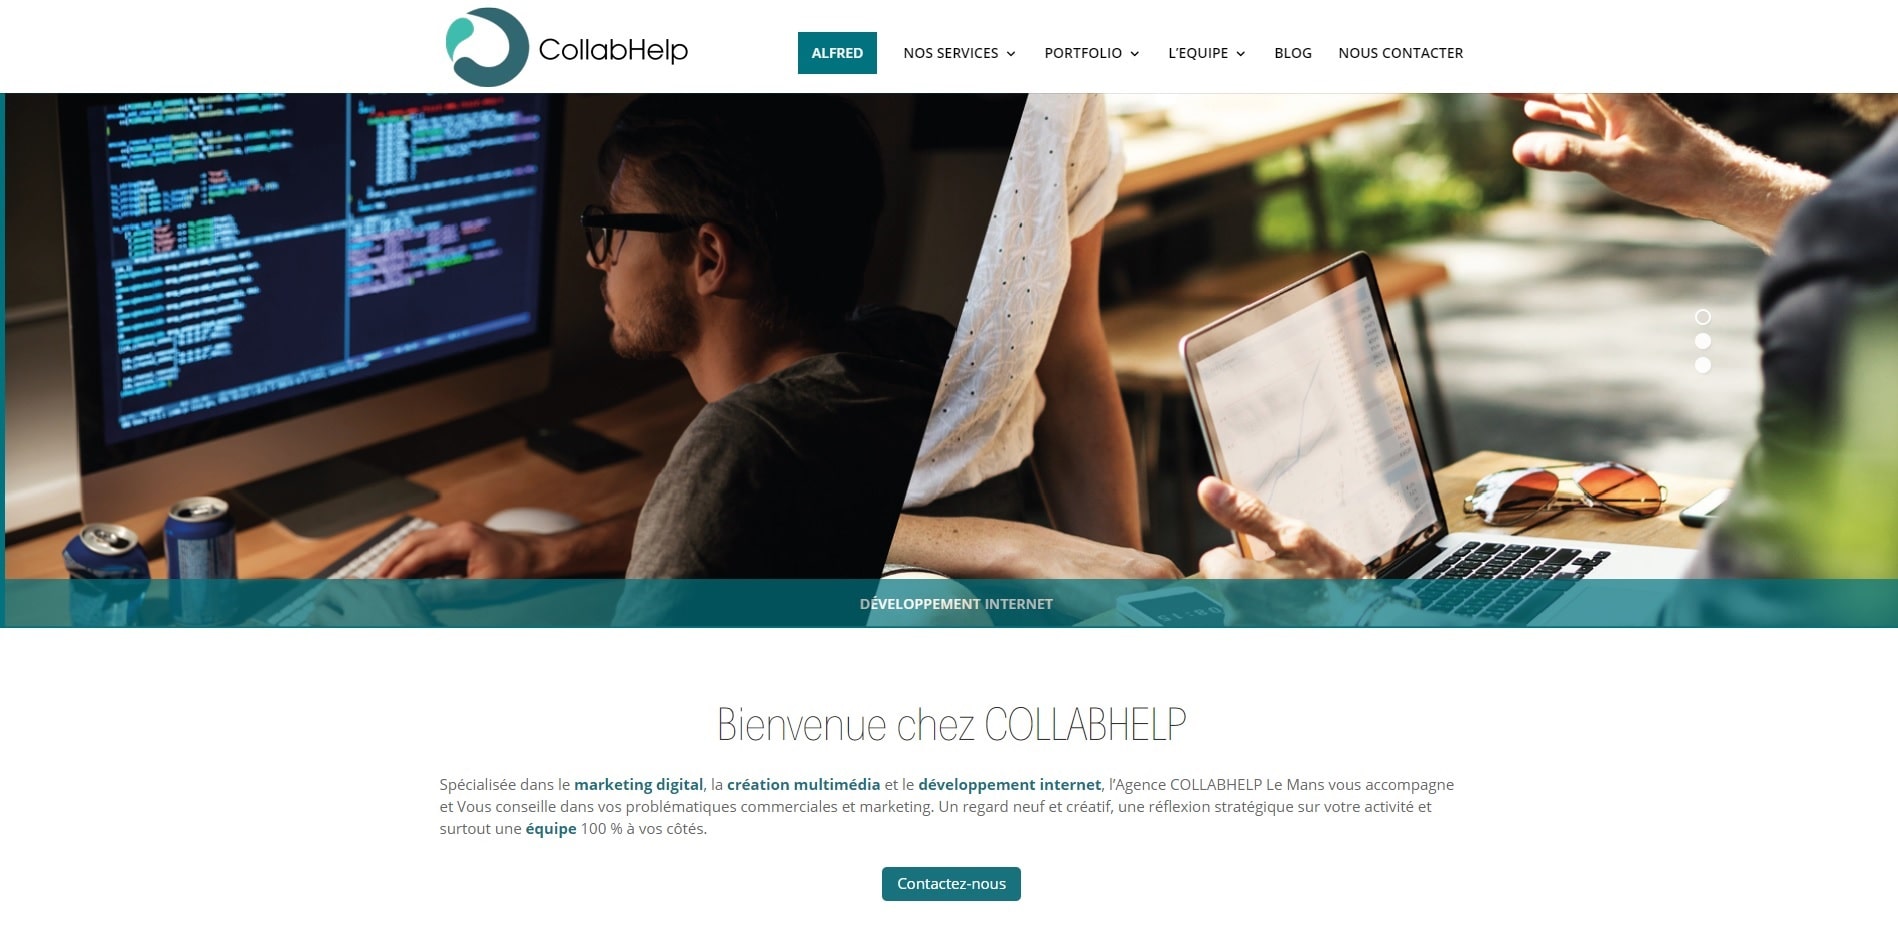 CollabHelp
ALFRED
NOS SERVICES
PORTFOLIO
L'EQUIPE
BLOG
NOUS CONTACTER
DÉVELOPPEMENT INTERNET
Bienvenue chez COLLABHELP
Spécialisée dans le marketing digital, la création multimédia et le développement internet, l'Agence COLLABHELP Le Mans vous accompagne
et Vous conseille dans vos problématiques commerciales et marketing. Un regard neuf et créatif, une réflexion stratégique sur votre activité et
surtout une équipe 100 % à vos côtés.
Contactez-nous